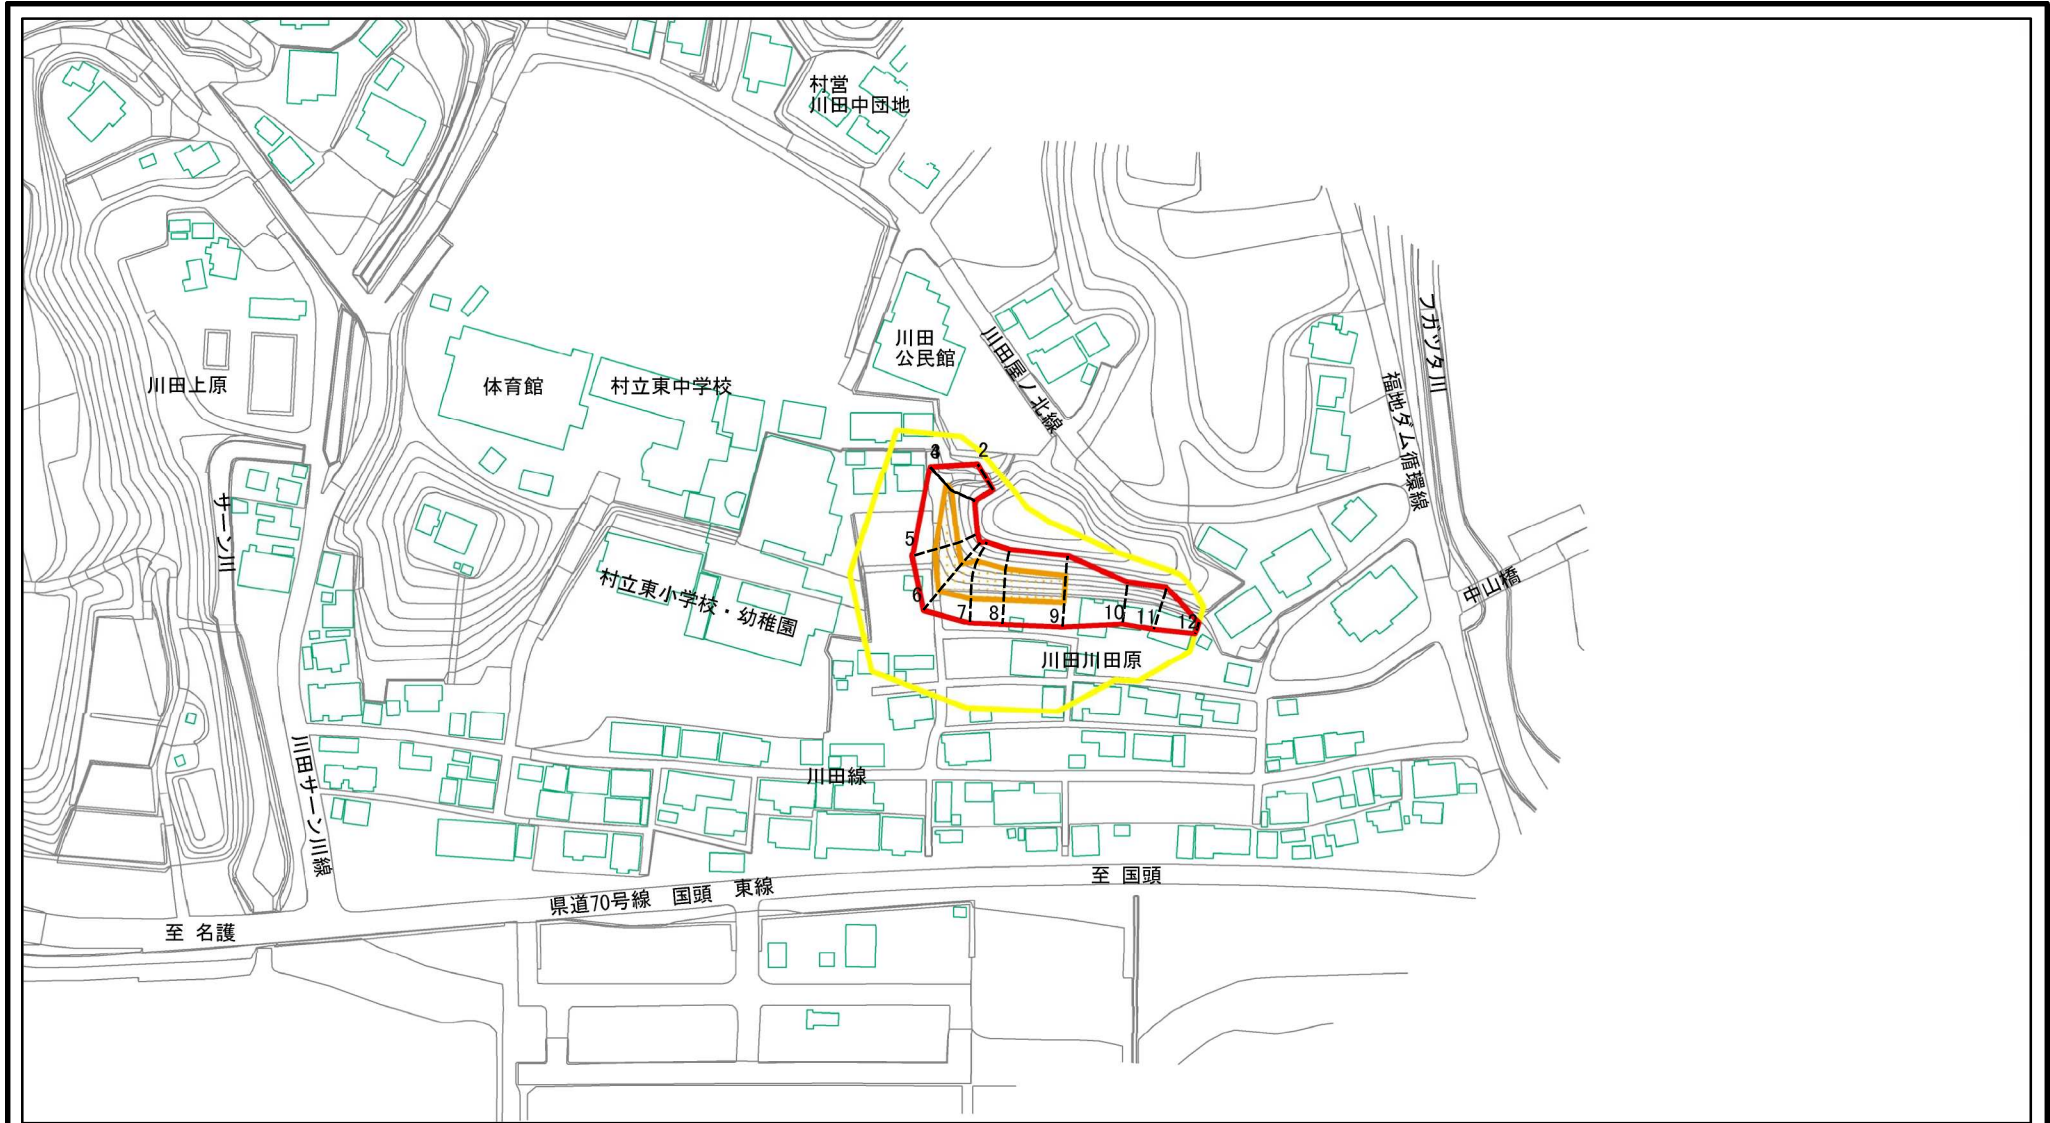 村営
川田中団地
川田
公民館
川田屋ノ北線
フガツタ川
福地ダム循環線
川田上原
体育館
村立東中学校
2
4
5
サーン川
村立東小学校・幼稚園
6
7
8
9
10
11
12
中山橋
川田川田原
川田サーン川線
川田線
県道70号線 国頭 東線
至 国頭
至 名護